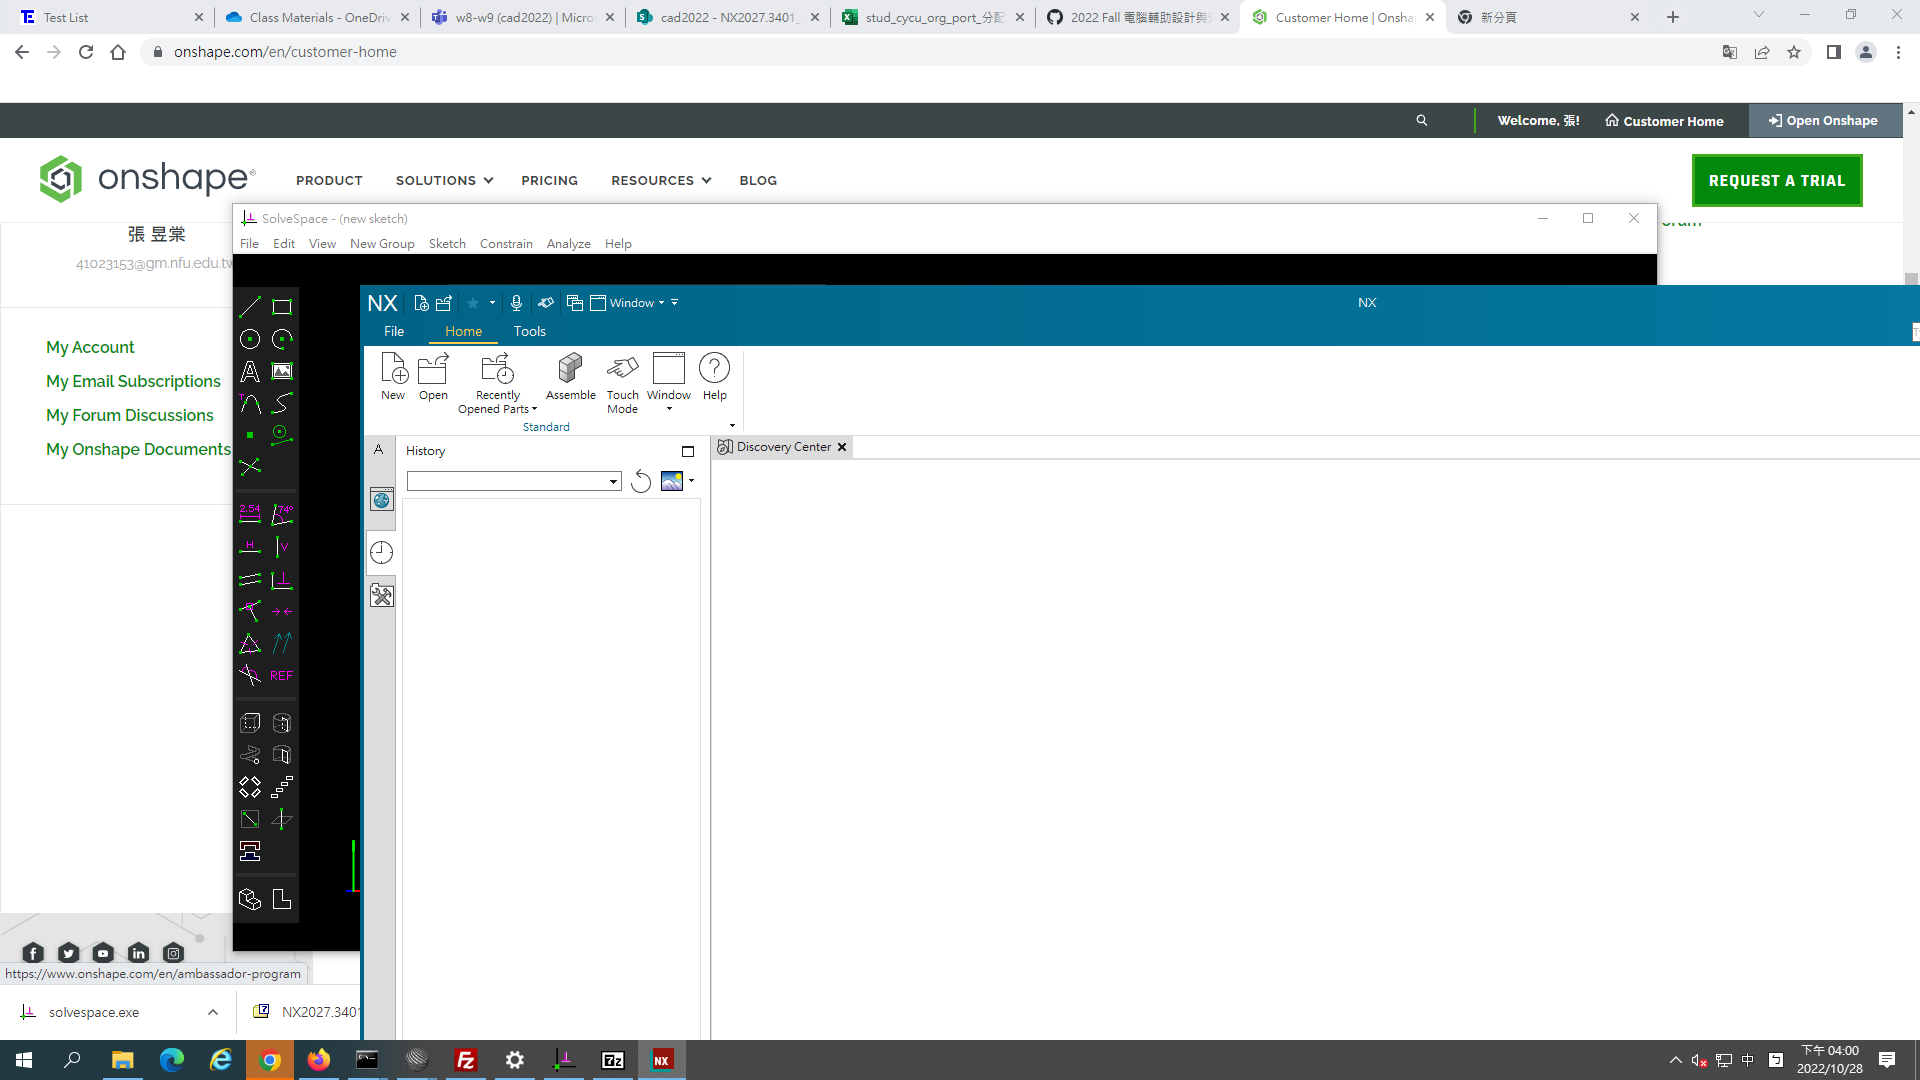 Test List
Class Materials - OneDriv
w8-w9 (cad2022) | Micro
cad2022 - NX2027.3401_
stud_cycu_org_port_分配
2022 Fall 電腦輔助設計與
Customer Home | Onsha
新分頁
onshape.com/en/customer-home
Welcome, 張!
Customer Home
Open Onshape
onshape®
PRODUCT
SOLUTIONS
PRICING
RESOURCES
BLOG
REQUEST A TRIAL
張 昱棠
41023153@gm.nfu.edu.tw
My Account
My Email Subscriptions
My Forum Discussions
My Onshape Documents
SolveSpace - (new sketch)
File
Edit
View
New Group
Sketch
Constrain
Analyze
Help
2.54
74°
H
V
REF
NX
Window
NX
File
Home
Tools
New
Open
Recently
Opened Parts
Assemble
Touch
Mode
Window
Help
Standard
History
Discovery Center
https://www.onshape.com/en/ambassador-program
solvespace.exe
NX2027.3401
7z
NX
中
下午 04:00
2022/10/28